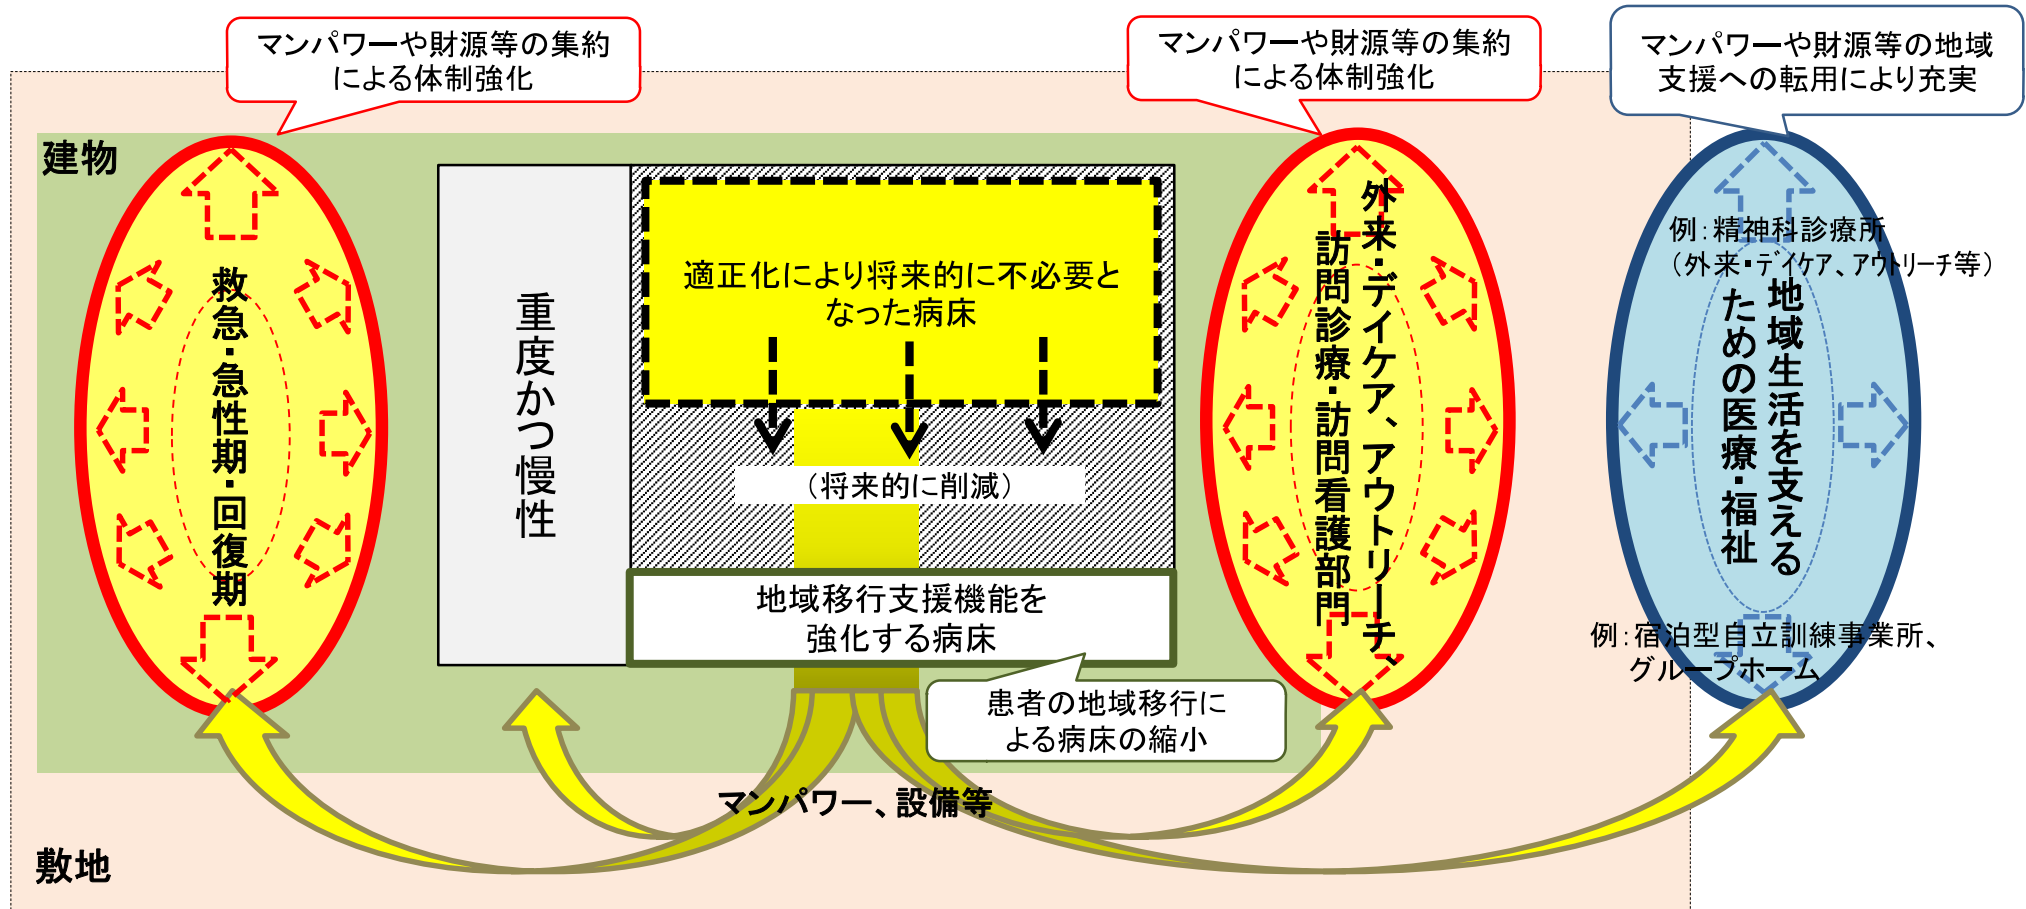 マンパワーや財源等の集約
による体制強化
マンパワーや財源等の集約
による体制強化
マンパワーや財源等の地域
支援への転用により充実
建物
救急・急性期・回復期
重度かつ慢性
適正化により将来的に不必要と
なった病床
（将来的に削減）
地域移行支援機能を
強化する病床
患者の地域移行に
よる病床の縮小
外来・デイケア、アウトリーチ、
訪問診療・訪問看護部門
例：精神科診療所
（外来・デイケア、アウトリーチ等）
地域生活を支える
ための医療・福祉
例：宿泊型自立訓練事業所、
グループホーム
マンパワー、設備等
敷地